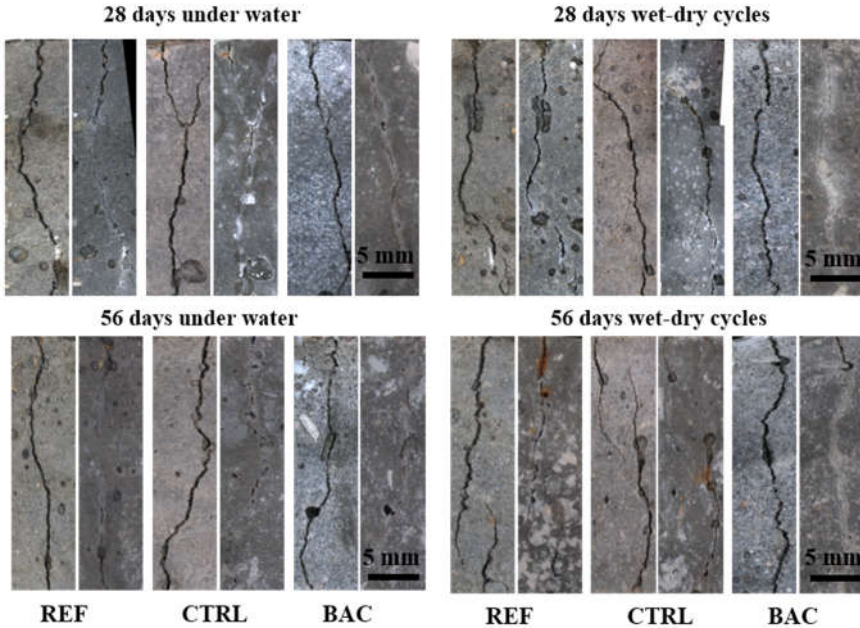 28 days under water
28 days wet-dry cycles
5 mm
5 mm
56 days under water
56 days wet-dry cycles
5 mm
5 mm
REF CTRL BAC
REF CTRL BAC